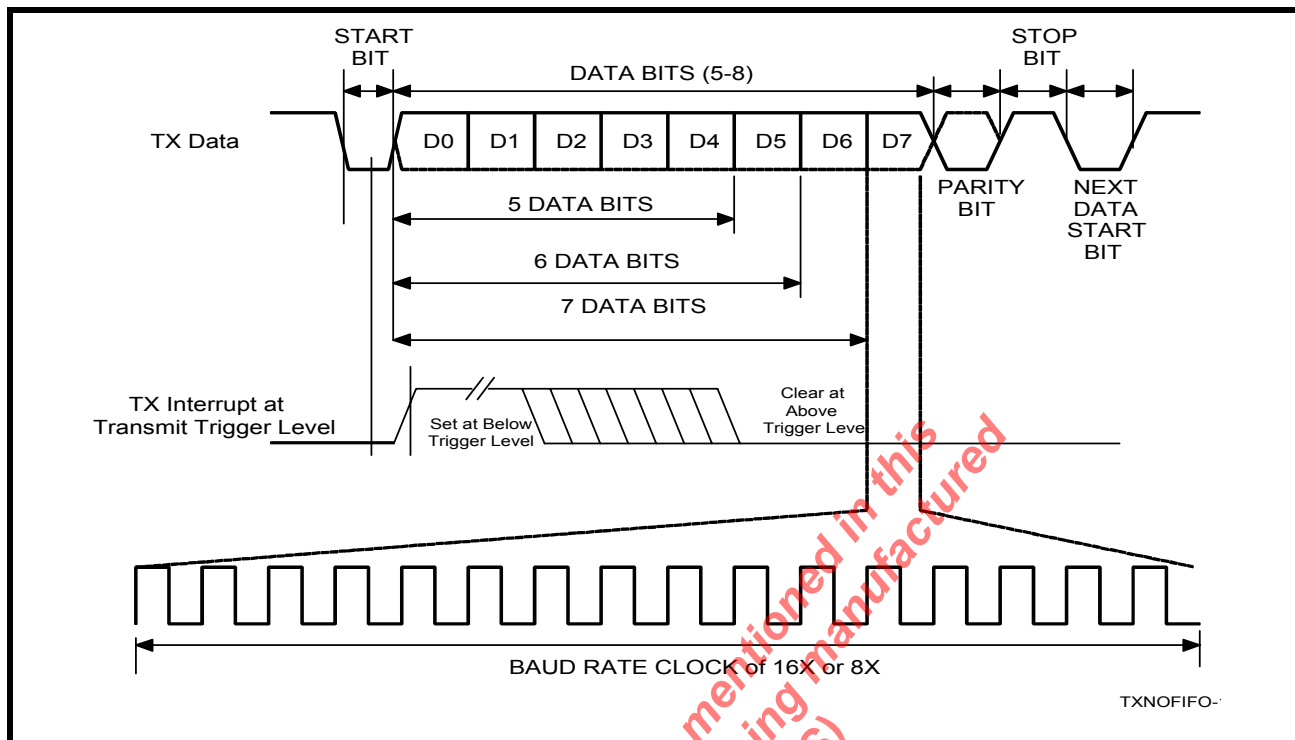 START
BIT
DATA BITS (5-8)
STOP
BIT
TX Data
D0 D1 D2 D3 D4 D5 D6 D7
PARITY
BIT
NEXT
DATA
START
BIT
5 DATA BITS
6 DATA BITS
7 DATA BITS
TX Interrupt at
Transmit Trigger Level
Set at Below
Trigger Level
Clear at
Above
Trigger Level
BAUD RATE CLOCK of 16X or 8X
TXNOFIFO-
mentioned in this
ing manufactured